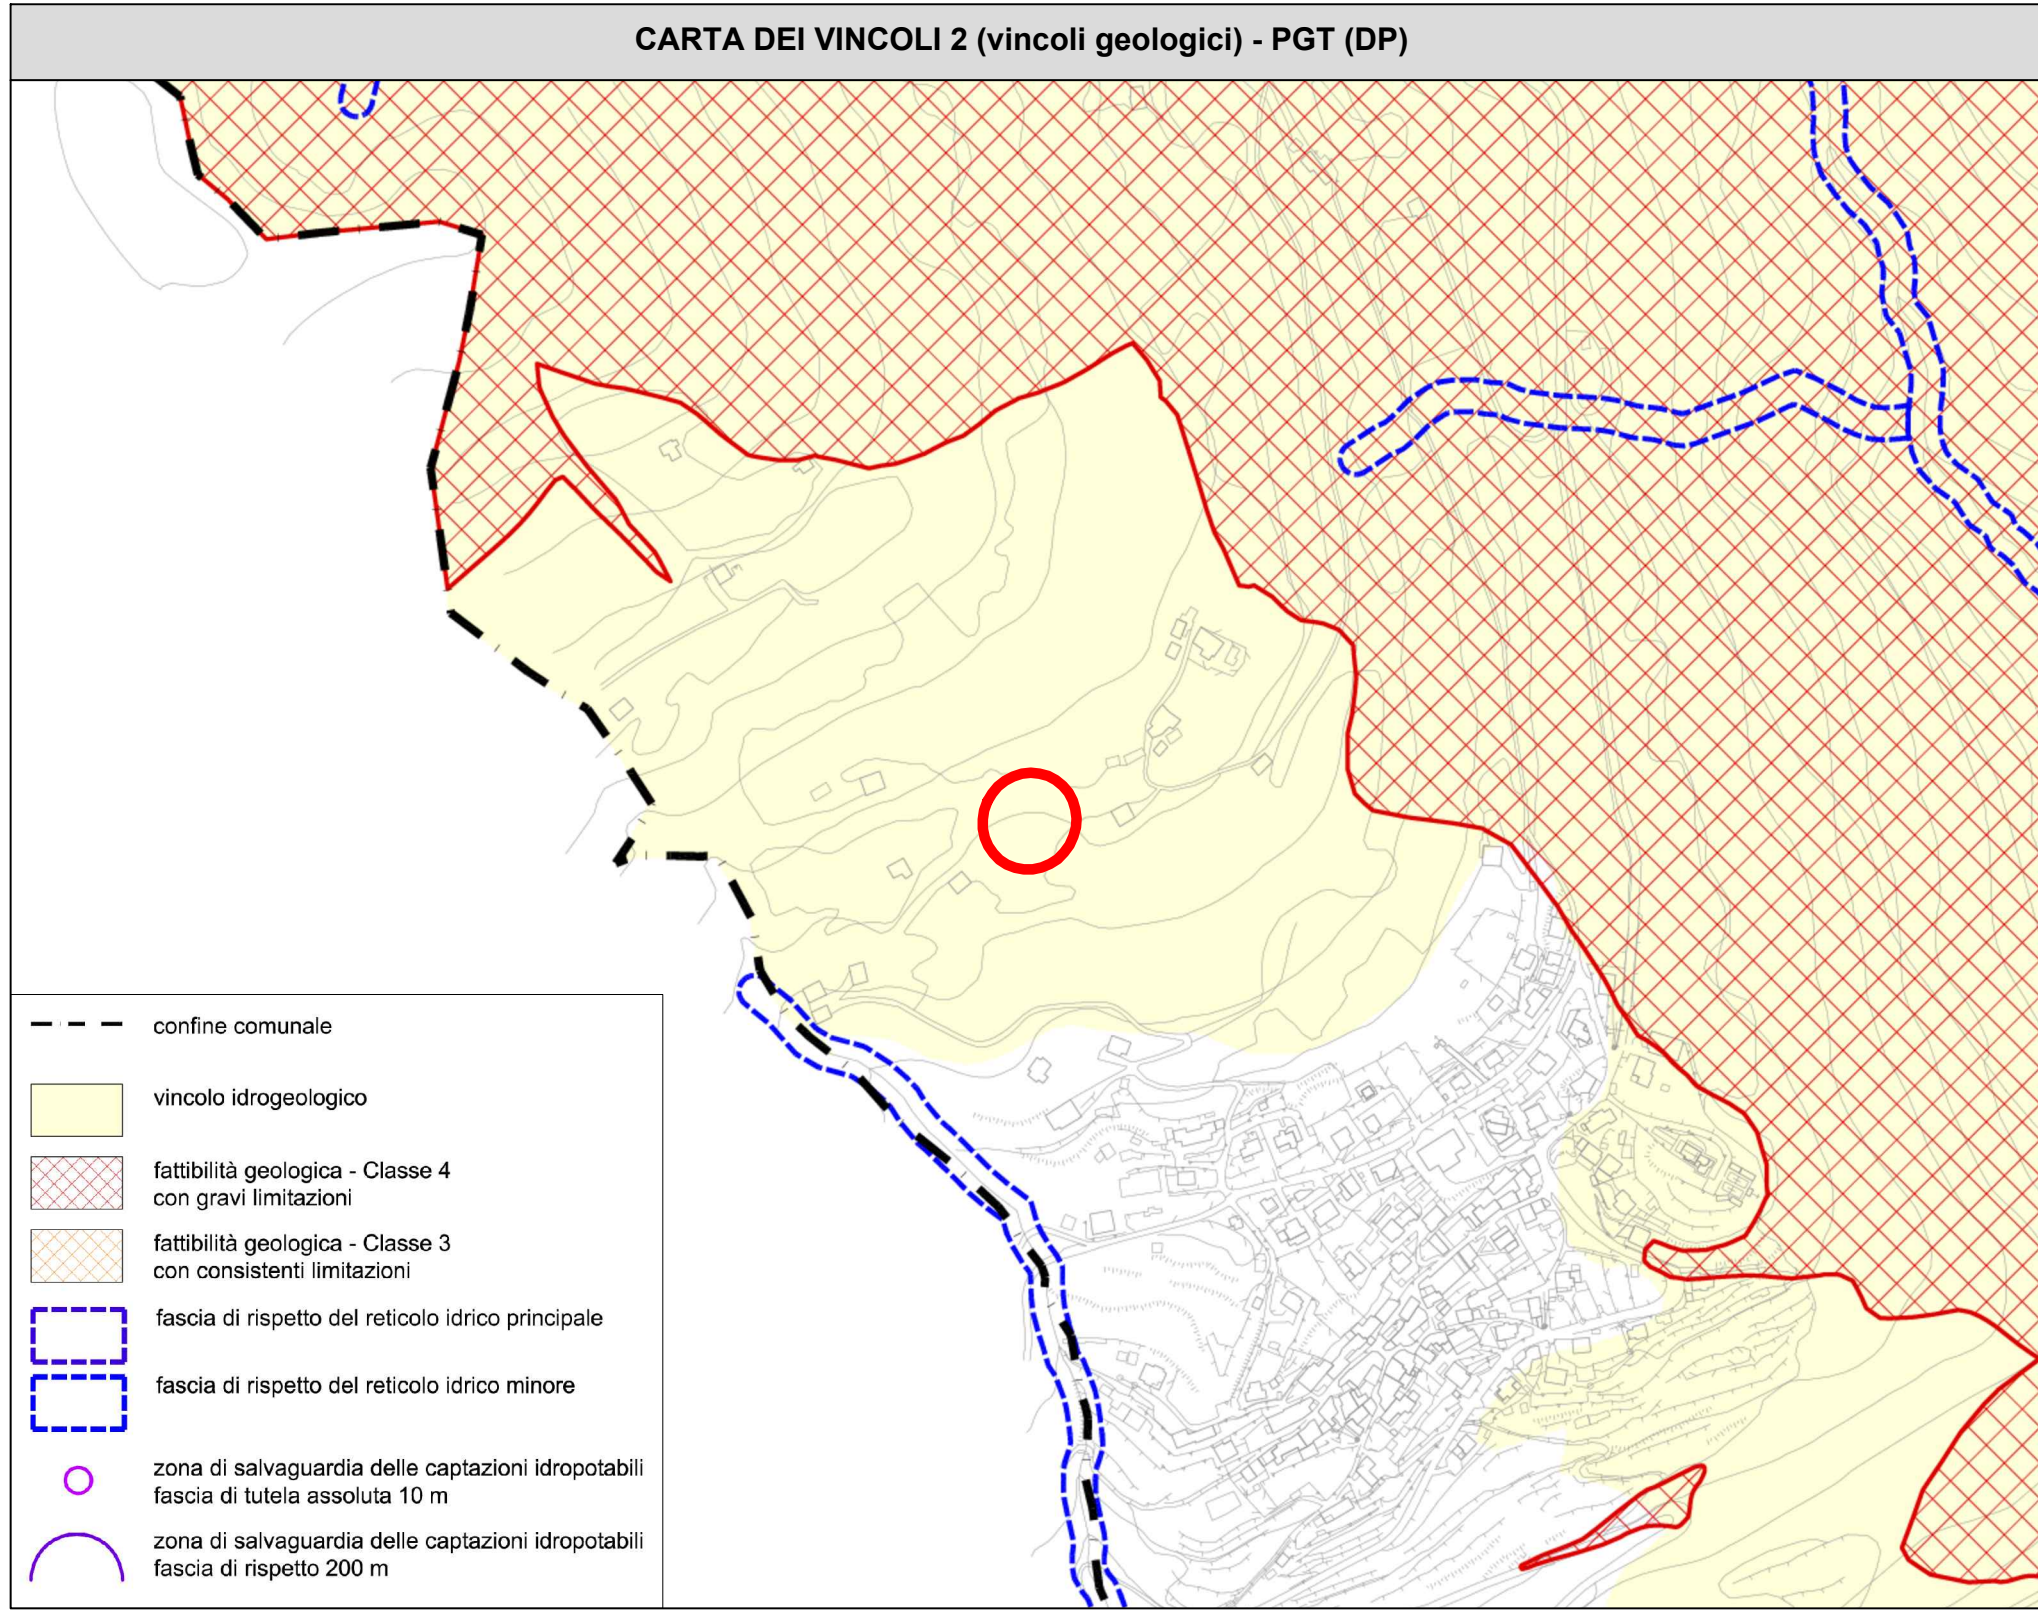 CARTA DEI VINCOLI 2 (vincoli geologici) - PGT (DP)
confine comunale
vincolo idrogeologico
fattibilità geologica - Classe 4
con gravi limitazioni
fattibilità geologica - Classe 3
con consistenti limitazioni
fascia di rispetto del reticolo idrico principale
fascia di rispetto del reticolo idrico minore
zona di salvaguardia delle captazioni idropotabili
fascia di tutela assoluta 10 m
zona di salvaguardia delle captazioni idropotabili
fascia di rispetto 200 m